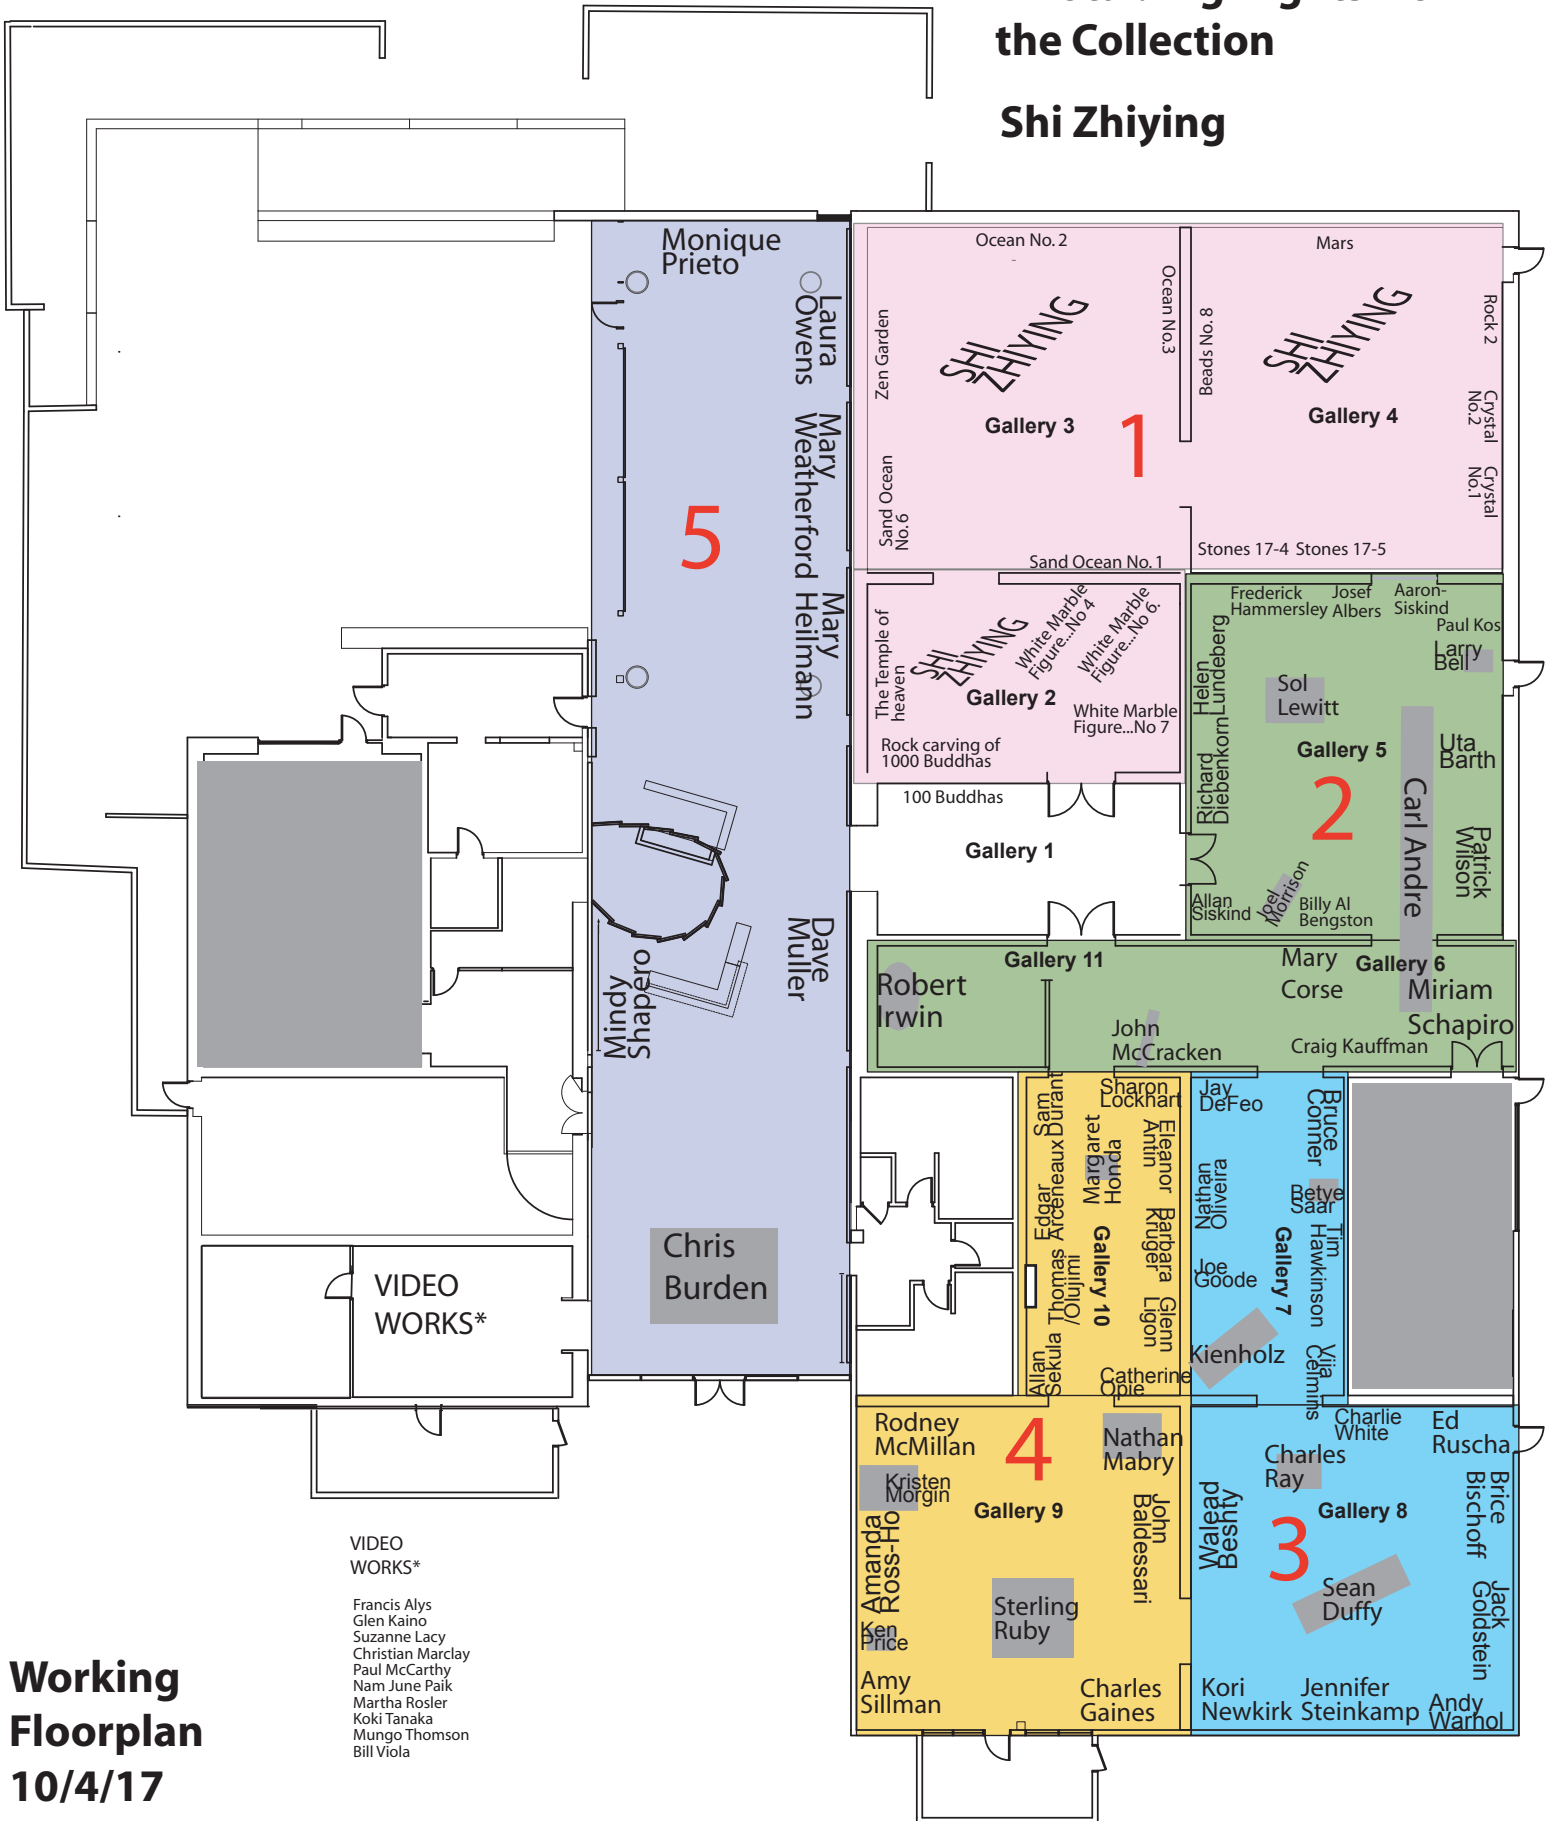 the Collection
Shi Zhiying
Monique
Prieto
Laura
Owens
Mary
Weatherford
Mary
Heilmann
5
Dave
Muller
Mindy
Shapero
Chris
Burden
Ocean No. 2
Ocean No.3
Zen Garden
SHI
ZHIYING
Gallery 3
1
Sand Ocean
No. 6
Sand Ocean No. 1
Mars
Beeps No. 8
SHI
ZHIYING
Rock 2
Gallery 4
Crystal
No.2
Crystal
No.1
Stones 17-4 Stones 17-5
The Temple of
heaven
SHI
ZHIYING
White Marble
Figure...No 4
White Marble
Figure...No 6.
Gallery 2
White Marble
Figure...No 7
Rock carving of
1000 Buddhas
100 Buddhas
Gallery 1
Frederick
Hammersley
Josef
Albers
Aaron-
Siskind
Paul Kos
Larry
Bell
Helen
Lundeberg
Sol
Lewitt
Gallery 5
Uta
Barth
Richard
Diebenkorn
2
Carl Andre
Patrick
Wilson
Allan
Siskind
Joel
Morrison
Billy Al
Bengston
Gallery 11
Robert
Irwin
John
McCracken
Mary
Corse
Gallery 6
Miriam
Schapiro
Craig Kauffman
Sam
Durant
Sharon
Lockhart
Margaret
Honda
Eleanor
Antin
Edgar
Arceneaux
Barbara
Kruger
Gallery 10
Thomas
/Olujimi
Glenn
Ligon
Allan
Sekula
Catherine
Opie
Jay
DeFeo
Bruce
Conner
Nathan
Oliveira
Betye
Saar
Tim
Hawkinson
Gallery 7
Joe
Goode
Kienholz
Vija
Celmins
Rodney
McMillan
4
Nathan
Mabry
Kristen
Morgin
Gallery 9
John
Baldessari
Amanda
Ross-Ho
Sterling
Ruby
Ken
Price
Amy
Sillman
Charles
Gaines
Charlie
White
Ed
Ruscha
Charles
Ray
Walead
Beshty
Gallery 8
Brice
Bischoff
3
Sean
Duffy
Jack
Goldstein
Kori
Newkirk
Jennifer
Steinkamp
Andy
Warhol
VIDEO
WORKS*
VIDEO
WORKS*
Francis Alys
Glen Kaino
Suzanne Lacy
Christian Marclay
Paul McCarthy
Nam June Paik
Martha Rosler
Koki Tanaka
Mungo Thomson
Bill Viola
Working
Floorplan
10/4/17